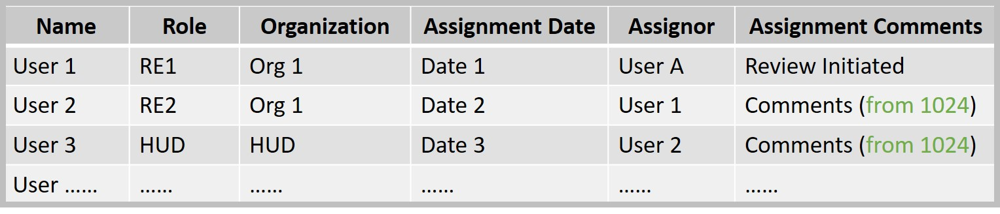 Name Role Organization Assignment Date Assignor Assignment Comments
User 1 RE1 Org 1 Date 1 User A Review Initiated
User 2 RE2 Org 1 Date 2 User 1 Comments (from 1024)
User 3 HUD HUD Date 3 User 2 Comments (from 1024)
User ...... ...... ...... ...... ...... ......